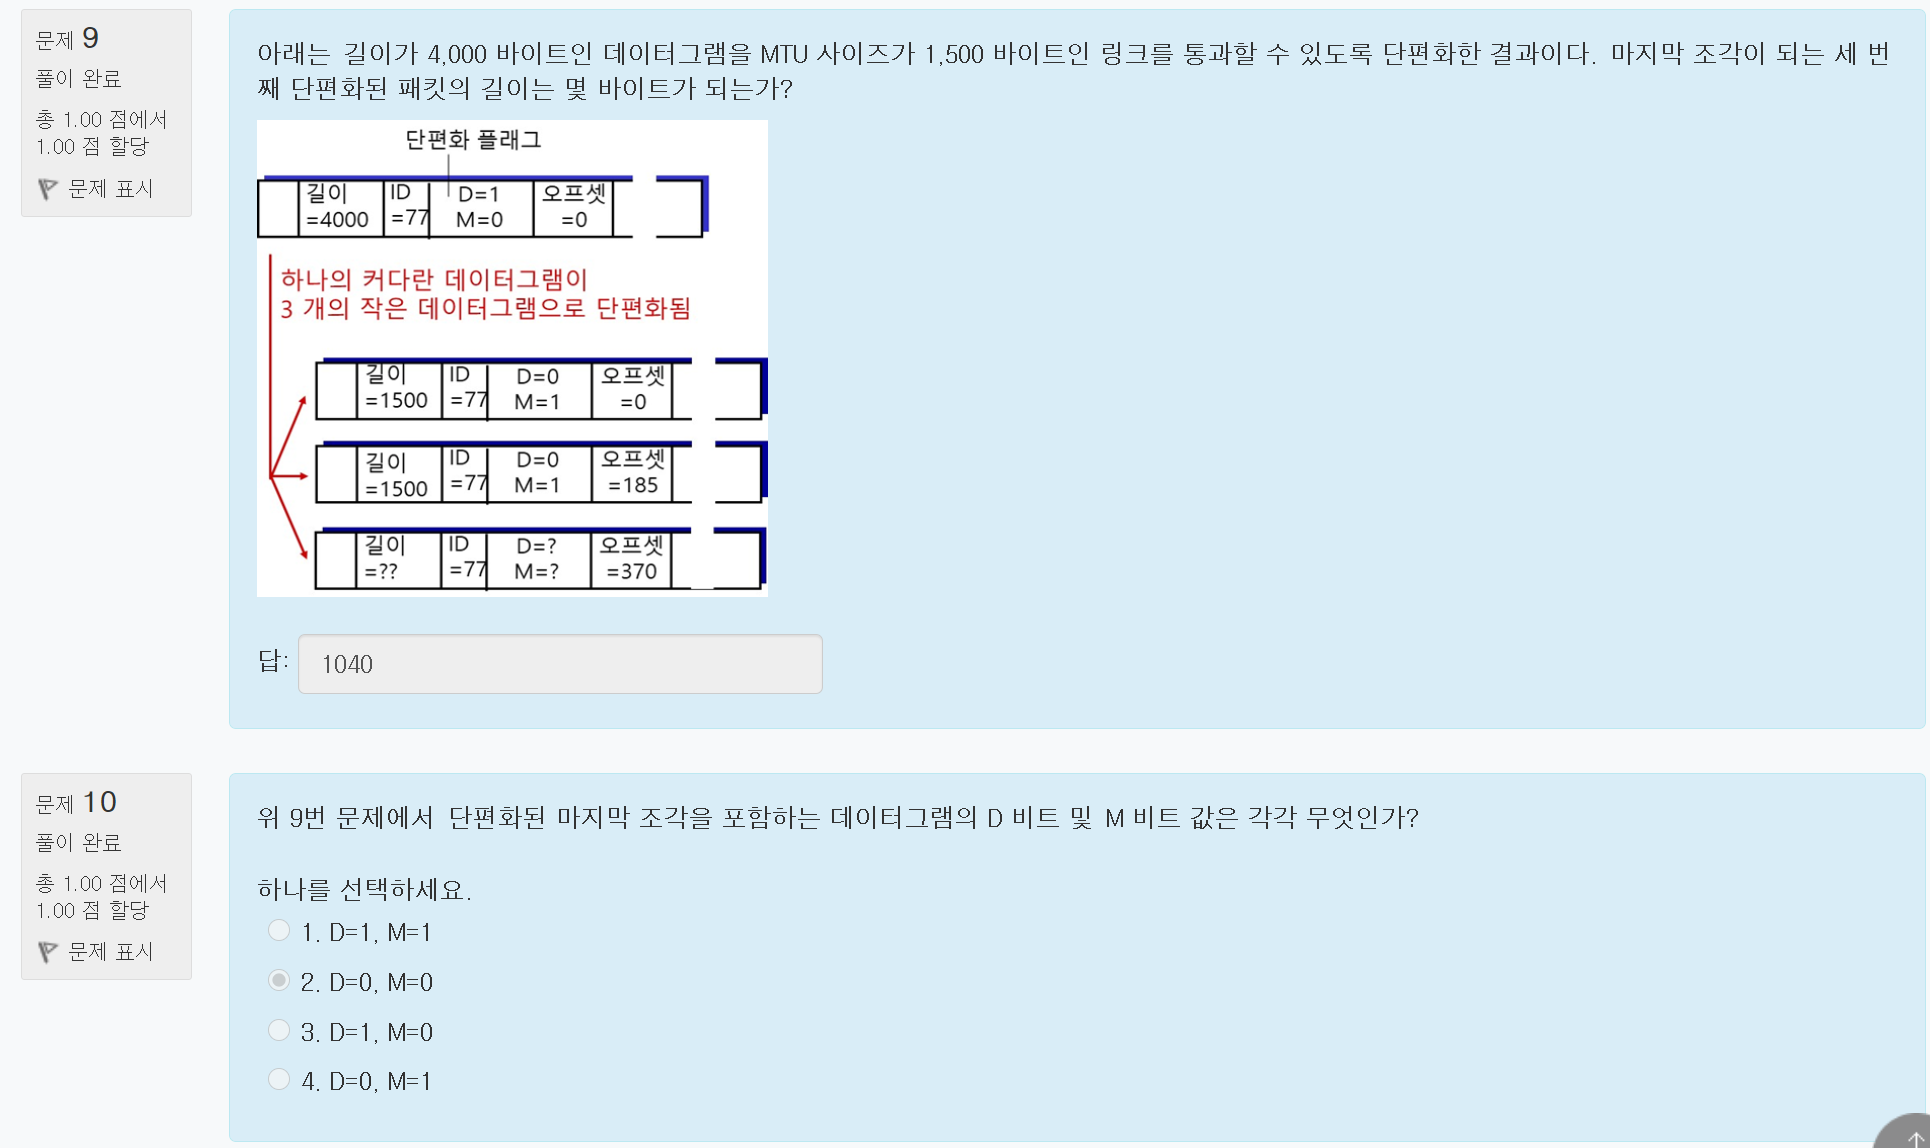 문제 9
풀이 완료
총 1.00 점에서
1.00 점 할당
문제 표시
아래는 길이가 4,000 바이트인 데이터그램을 MTU 사이즈가 1,500 바이트인 링크를 통과할 수 있도록 단편화한 결과이다. 마지막 조각이 되는 세 번
째 단편화된 패킷의 길이는 몇 바이트가 되는가?
단편화 플래그
길이 ID D=1 오프셋
=4000 =77 M=0 =0
하나의 커다란 데이터그램이
3 개의 작은 데이터그램으로 단편화됨
길이 ID D=0 오프셋
=1500 =77 M=1 =0
길이 ID D=0 오프셋
=1500 =77 M=1 =185
길이 ID D=? 오프셋
=?? =77 M=? =370
답: 1040
문제 10
풀이 완료
총 1.00 점에서
1.00 점 할당
문제 표시
위 9번 문제에서 단편화된 마지막 조각을 포함하는 데이터그램의 D 비트 및 M 비트 값은 각각 무엇인가?
하나를 선택하세요.
1. D=1, M=1
2. D=0, M=0
3. D=1, M=0
4. D=0, M=1